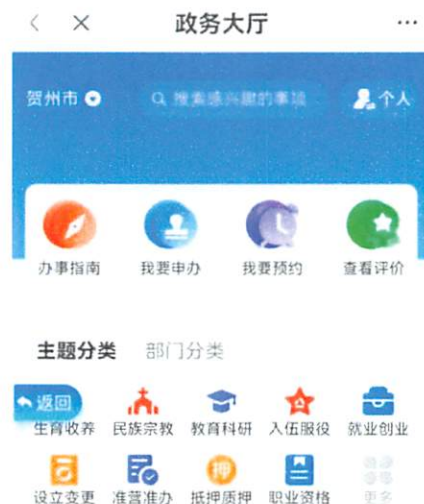 政务大厅
贺州市
搜索感兴趣的事项
个人
办事指南 我要申办 我要预约 查看评价
主题分类 部门分类
返回
生育收养 民族宗教 教育科研 入伍服役 就业创业
押
设立变更 准营准办 抵押质押 职业资格 更多